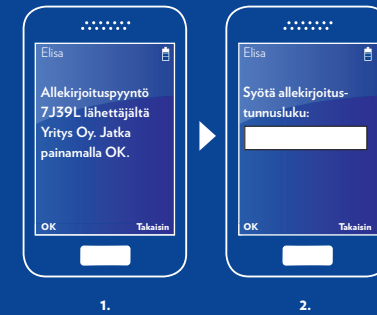 Elisa
Allekirjoituspyyntö
7J39L lähettäjältä
Yritys Oy. Jatka
painamalla OK.
OK Takaisin
1.
Elisa
Syötä allekirjoitus-
tunnusluku:
OK Takaisin
2.